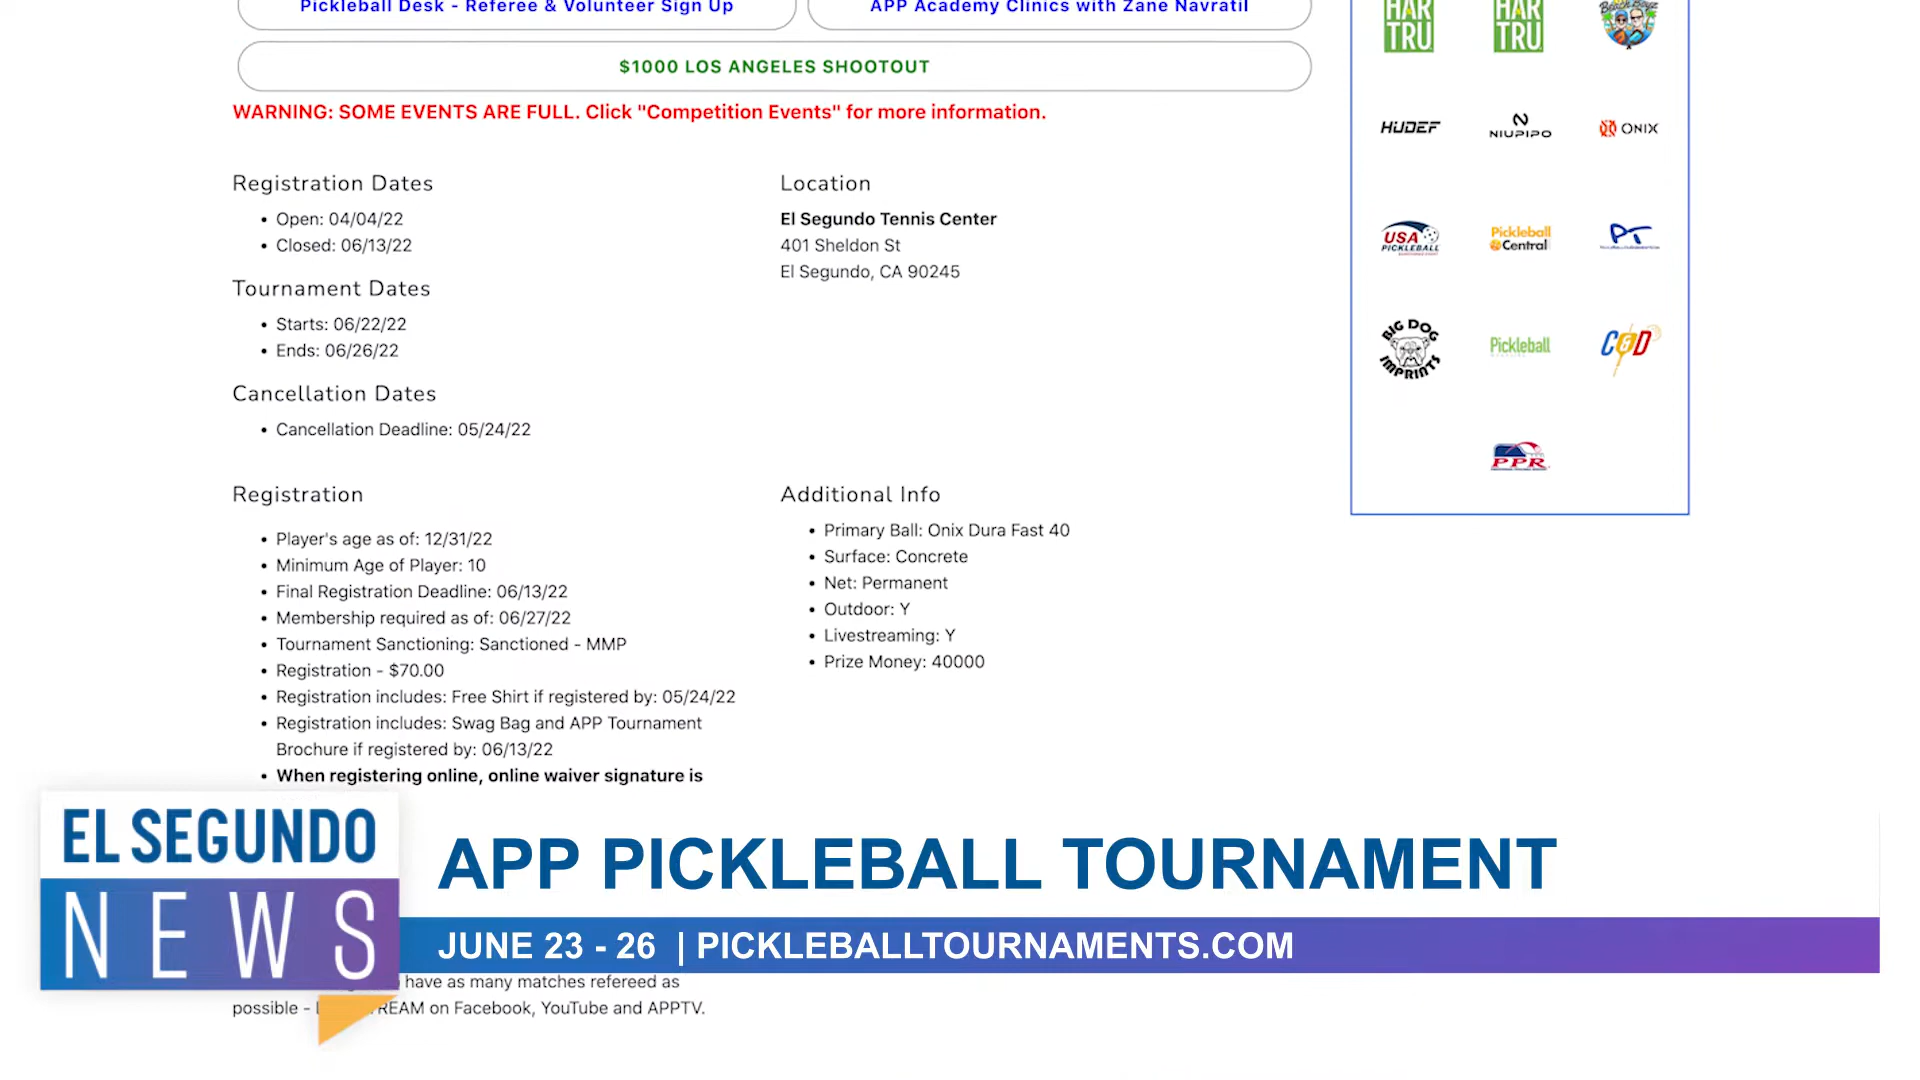 Pickleball Desk - Referee & Volunteer Sign Up
APP Academy Clinics with Zane Navratil
$1000 LOS ANGELES SHOOTOUT
WARNING: SOME EVENTS ARE FULL. Click "Competition Events" for more information.
Registration Dates
• Open: 04/04/22
• Closed: 06/13/22
Tournament Dates
• Starts: 06/22/22
• Ends: 06/26/22
Cancellation Dates
• Cancellation Deadline: 05/24/22
Location
El Segundo Tennis Center
401 Sheldon St
El Segundo, CA 90245
Registration
• Player's age as of: 12/31/22
• Minimum Age of Player: 10
• Final Registration Deadline: 06/13/22
• Membership required as of: 06/27/22
• Tournament Sanctioning: Sanctioned - MMP
• Registration - $70.00
• Registration includes: Free Shirt if registered by: 05/24/22
• Registration includes: Swag Bag and APP Tournament
Brochure if registered by: 06/13/22
• When registering online, online waiver signature is
Additional Info
• Primary Ball: Onix Dura Fast 40
• Surface: Concrete
• Net: Permanent
• Outdoor: Y
• Livestreaming: Y
• Prize Money: 40000
HAR
TRU
HAR
TRU
HUDEF
NIUPIPO
ONIX
USA
PICKLEBALL
Pickleball
Central
PT
BIG DOG
IMPRINTS
Pickleball
C&D
PPR
EL SEGUNDO
NEWS
APP PICKLEBALL TOURNAMENT
JUNE 23 - 26 | PICKLEBALLTOURNAMENTS.COM
have as many matches refereed as
possible - REAM on Facebook, YouTube and APPTV.